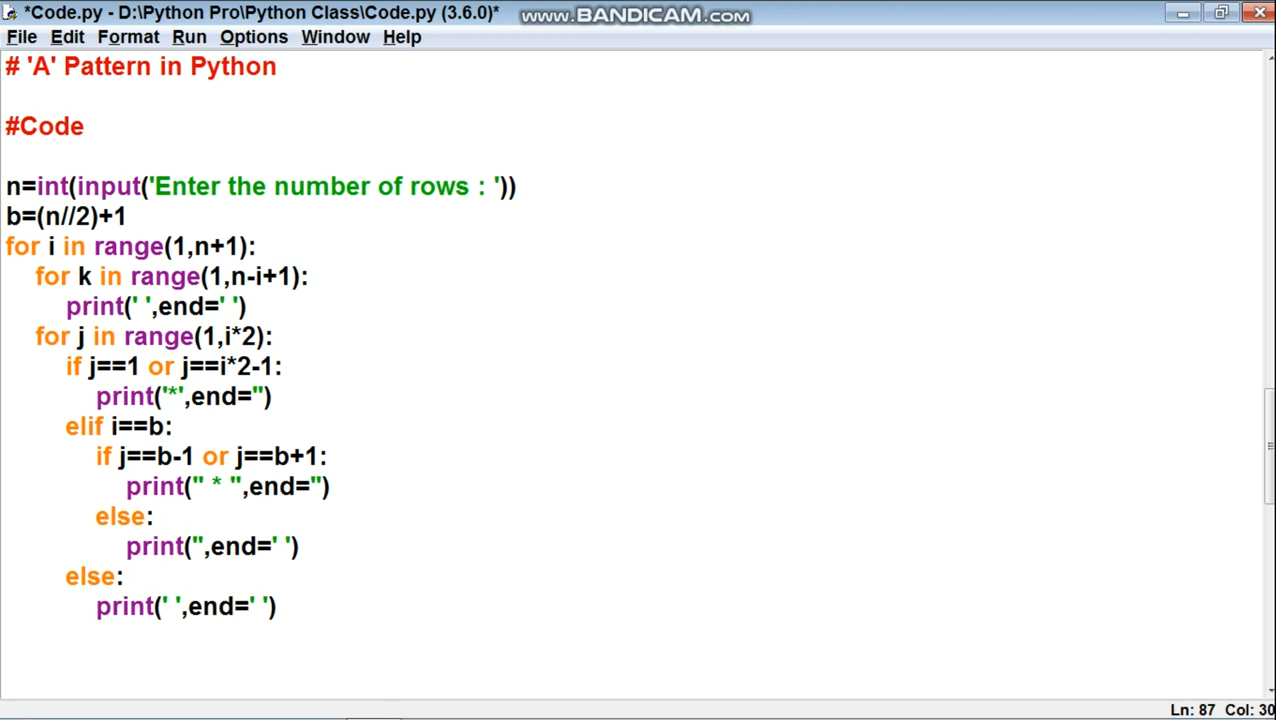 *Code.py - D:\Python Pro\Python Class\Code.py (3.6.0)*
www.BANDICAM.com
File Edit Format Run Options Window Help
# 'A' Pattern in Python
#Code
n=int(input('Enter the number of rows : '))
b=(n//2)+1
for i in range(1,n+1):
    for k in range(1,n-i+1):
        print(' ',end=' ')
    for j in range(1,i*2):
        if j==1 or j==i*2-1:
            print('*',end='')
        elif i==b:
            if j==b-1 or j==b+1:
                print(" * ",end='')
            else:
                print('',end=' ')
        else:
            print(' ',end=' ')
Ln: 87 Col: 30